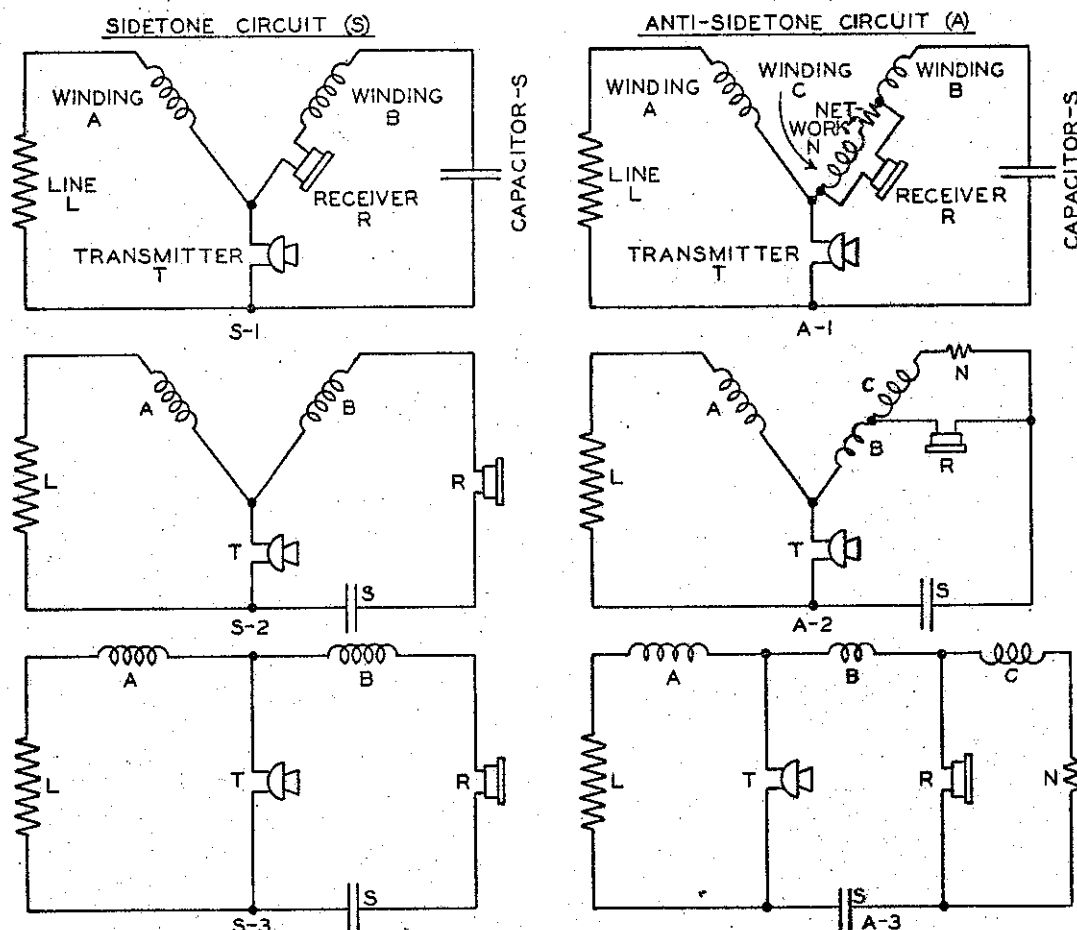 SIDETONE CIRCUIT (S)
WINDING
A
WINDING
B
LINE
L
RECEIVER
R
TRANSMITTER
T
CAPACITOR-S
S-1
ANTI-SIDETONE CIRCUIT (A)
WINDING
A
WINDING
C
NET-
WORK
N
WINDING
B
LINE
L
RECEIVER
R
TRANSMITTER
T
CAPACITOR-S
A-1
A
B
L
R
T
S
S-2
A
C
N
B
R
L
T
S
A-2
A
B
L
T
R
S
S-3
A
B
C
L
T
R
N
S
A-3